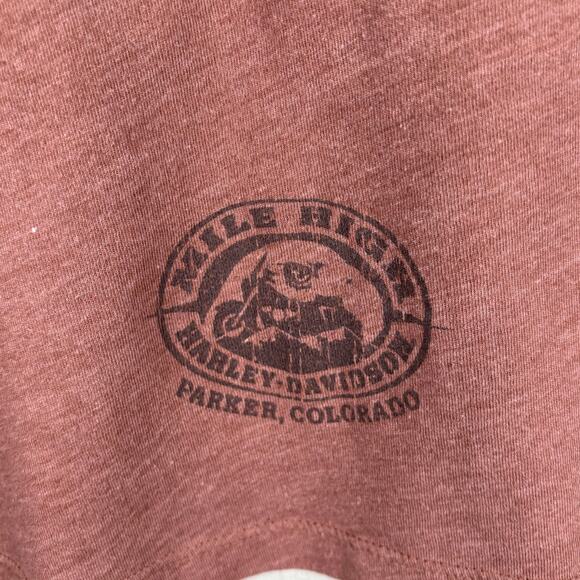 MILE HIGH
HARLEY-DAVIDSON
PARKER, COLORADO